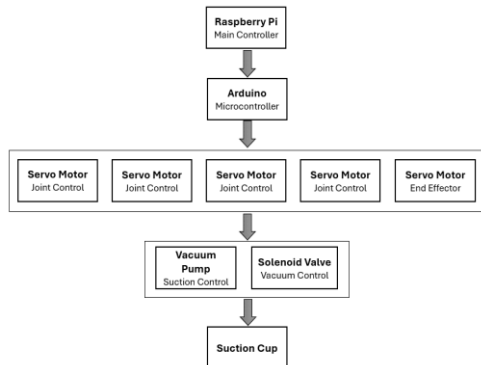 Raspberry Pi
Main Controller
Arduino
Microcontroller
Servo Motor
Joint Control
Servo Motor
Joint Control
Servo Motor
Joint Control
Servo Motor
Joint Control
Servo Motor
End Effector
Vacuum
Pump
Suction Control
Solenoid Valve
Vacuum Control
Suction Cup